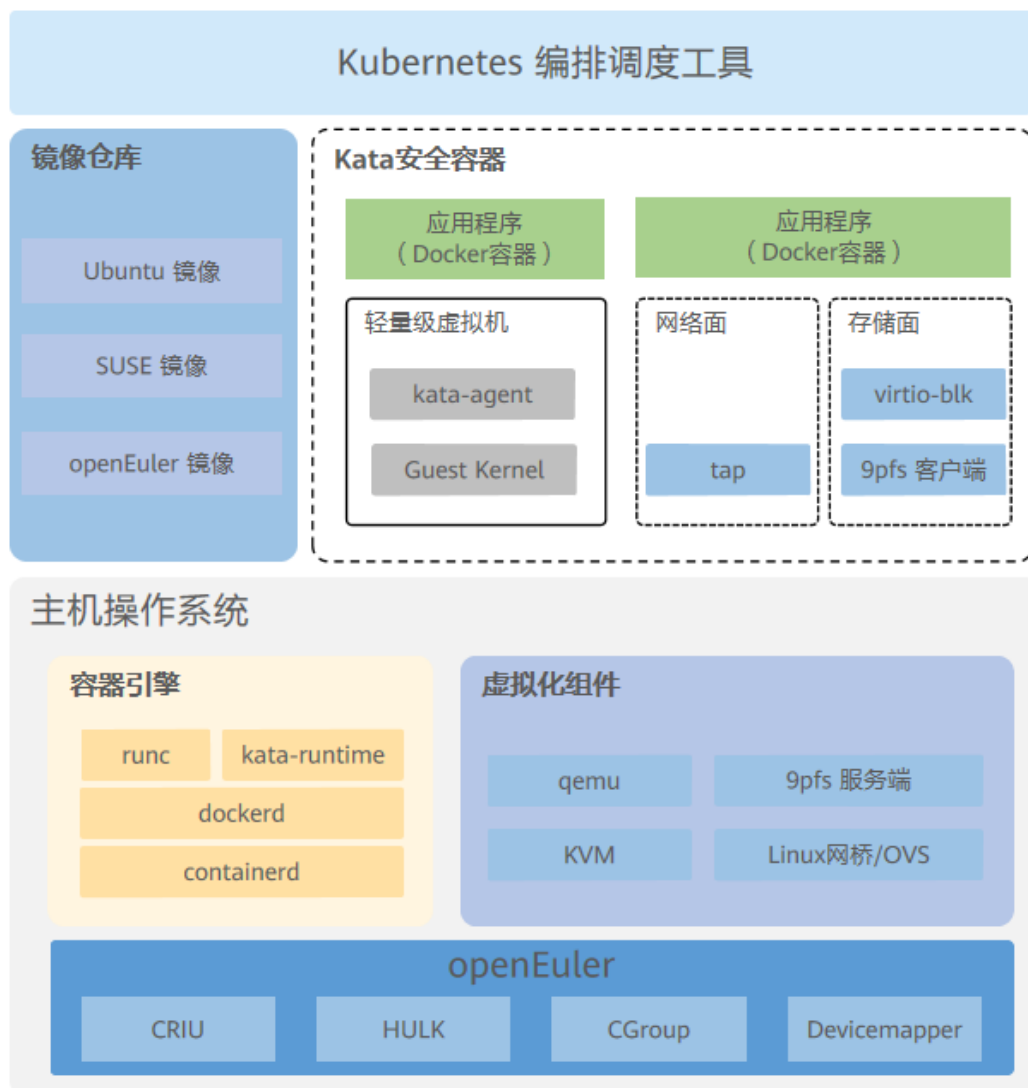 Kubernetes 编排调度工具
镜像仓库
Ubuntu 镜像
SUSE 镜像
openEuler 镜像
Kata安全容器
应用程序
（Docker容器）
应用程序
（Docker容器）
轻量级虚拟机
kata-agent
Guest Kernel
网络面
tap
存储面
virtio-blk
9pfs 客户端
主机操作系统
容器引擎
runc
kata-runtime
dockerd
containerd
虚拟化组件
qemu
9pfs 服务端
KVM
Linux网桥/OVS
openEuler
CRIU
HULK
CGroup
Devicemapper